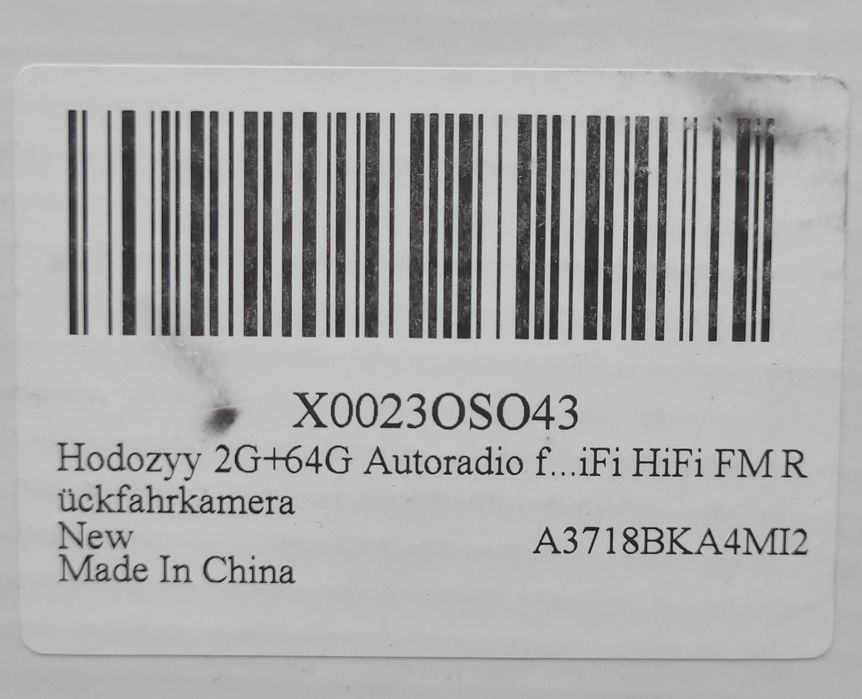 X0023OSO43
Hodozyy 2G+64G Autoradio f...iFi HiFi FM R
ückfahrkamera
New
A3718BKA4MI2
Made In China